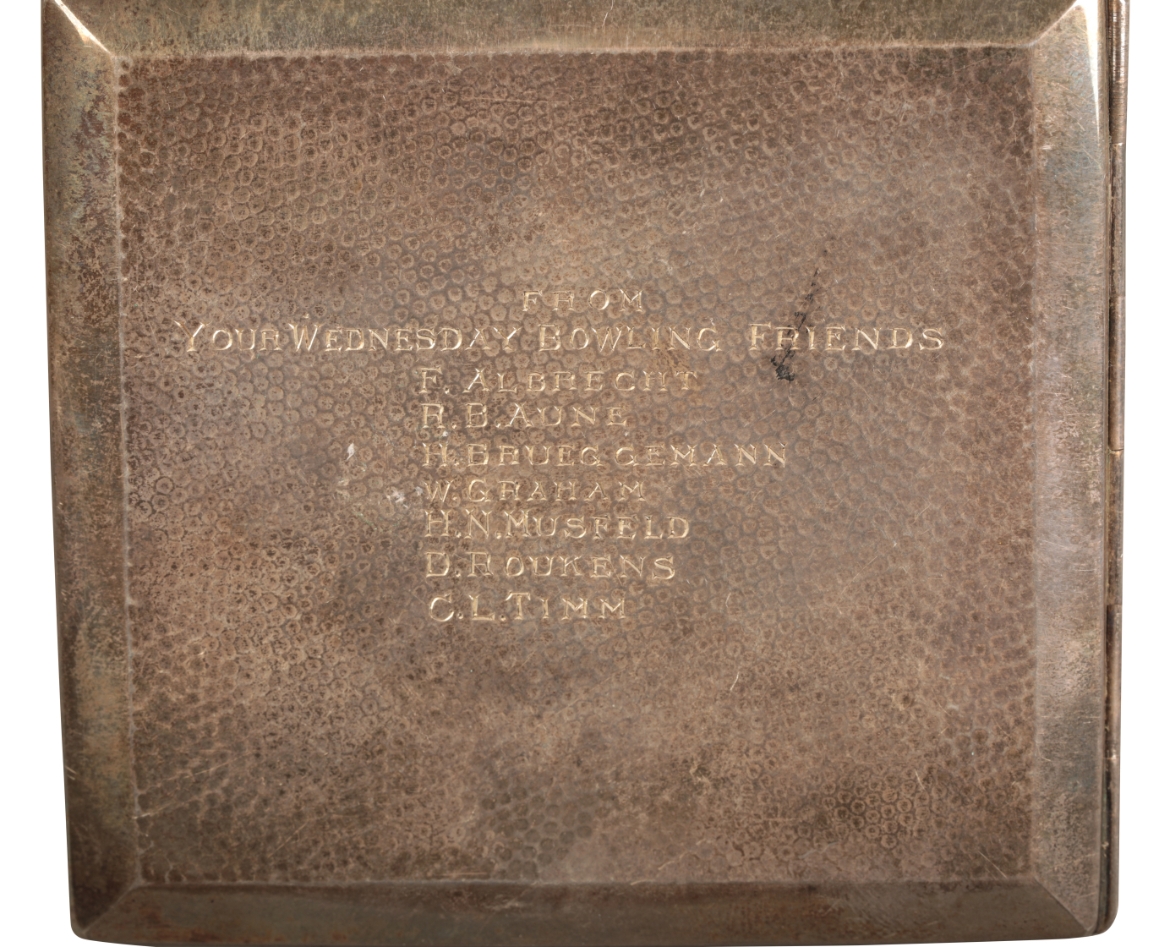 FROM
YOUR WEDNESDAY BOWLING FRIENDS
F. ALBRECHT
R.B. AUNE
H. BRUEGGEMANN
W. GRAHAM
H.N. MUSFELD
D. ROUKENS
C.L. TIMM